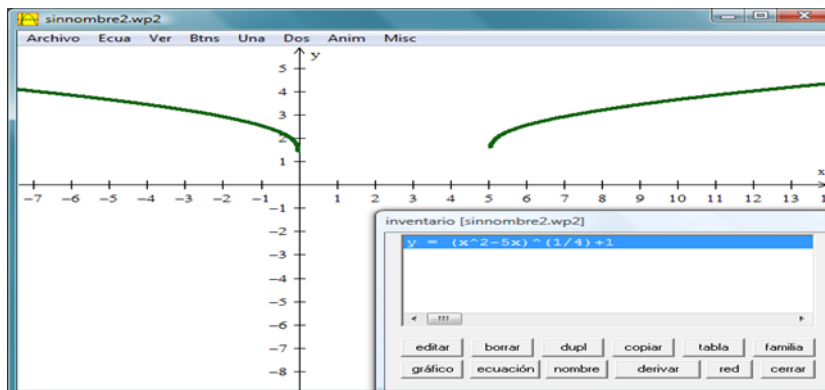 sinnombre2.wp2
Archivo Ecua Ver Btns Una Dos Anim Misc
y
5
4
3
2
1
x
−7 −6 −5 −4 −3 −2 −1 1 2 3 4 5 6 7 8 9 10 11 12 13
−1
−2
−3
−4
−5
−6
−7
−8
inventario [sinnombre2.wp2]
y = (x^2-5x)^(1/4)+1
editar borrar dupl copiar tabla familia
gráfico ecuación nombre derivar red cerrar